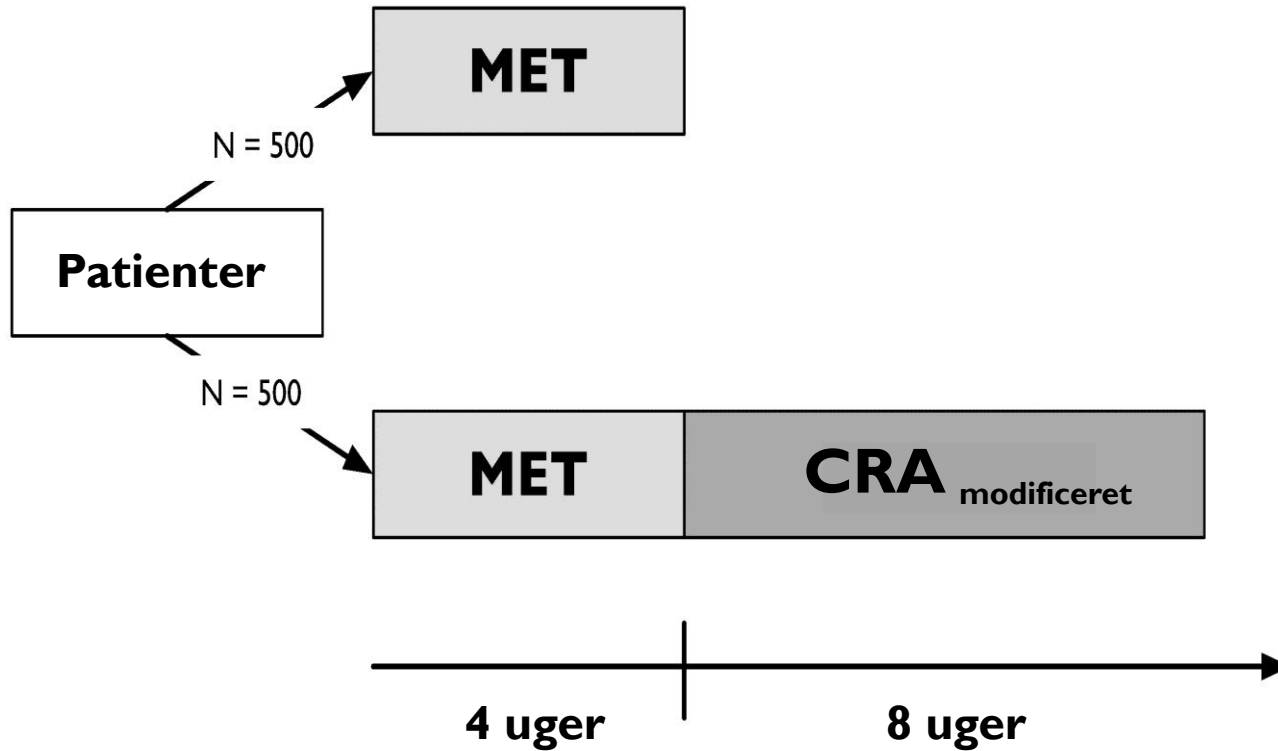 MET
N = 500
Patienter
N = 500
MET
CRA modificeret
4 uger
8 uger